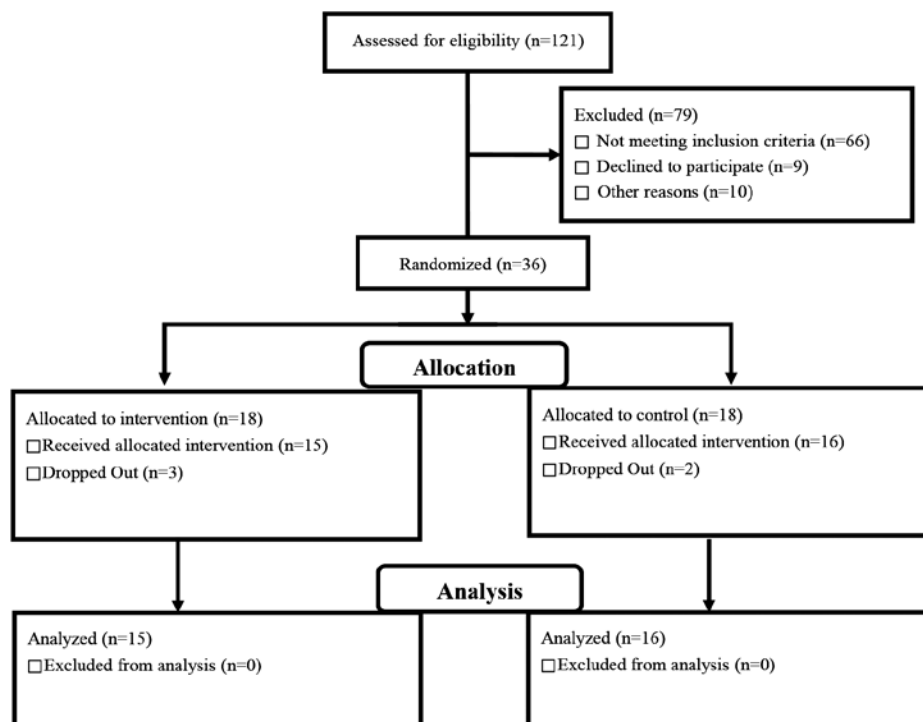 Assessed for eligibility (n=121)
Excluded (n=79)
☐ Not meeting inclusion criteria (n=66)
☐ Declined to participate (n=9)
☐ Other reasons (n=10)
Randomized (n=36)
Allocation
Allocated to intervention (n=18)
☐Received allocated intervention (n=15)
☐Dropped Out (n=3)
Allocated to control (n=18)
☐Received allocated intervention (n=16)
☐Dropped Out (n=2)
Analysis
Analyzed (n=15)
☐Excluded from analysis (n=0)
Analyzed (n=16)
☐Excluded from analysis (n=0)